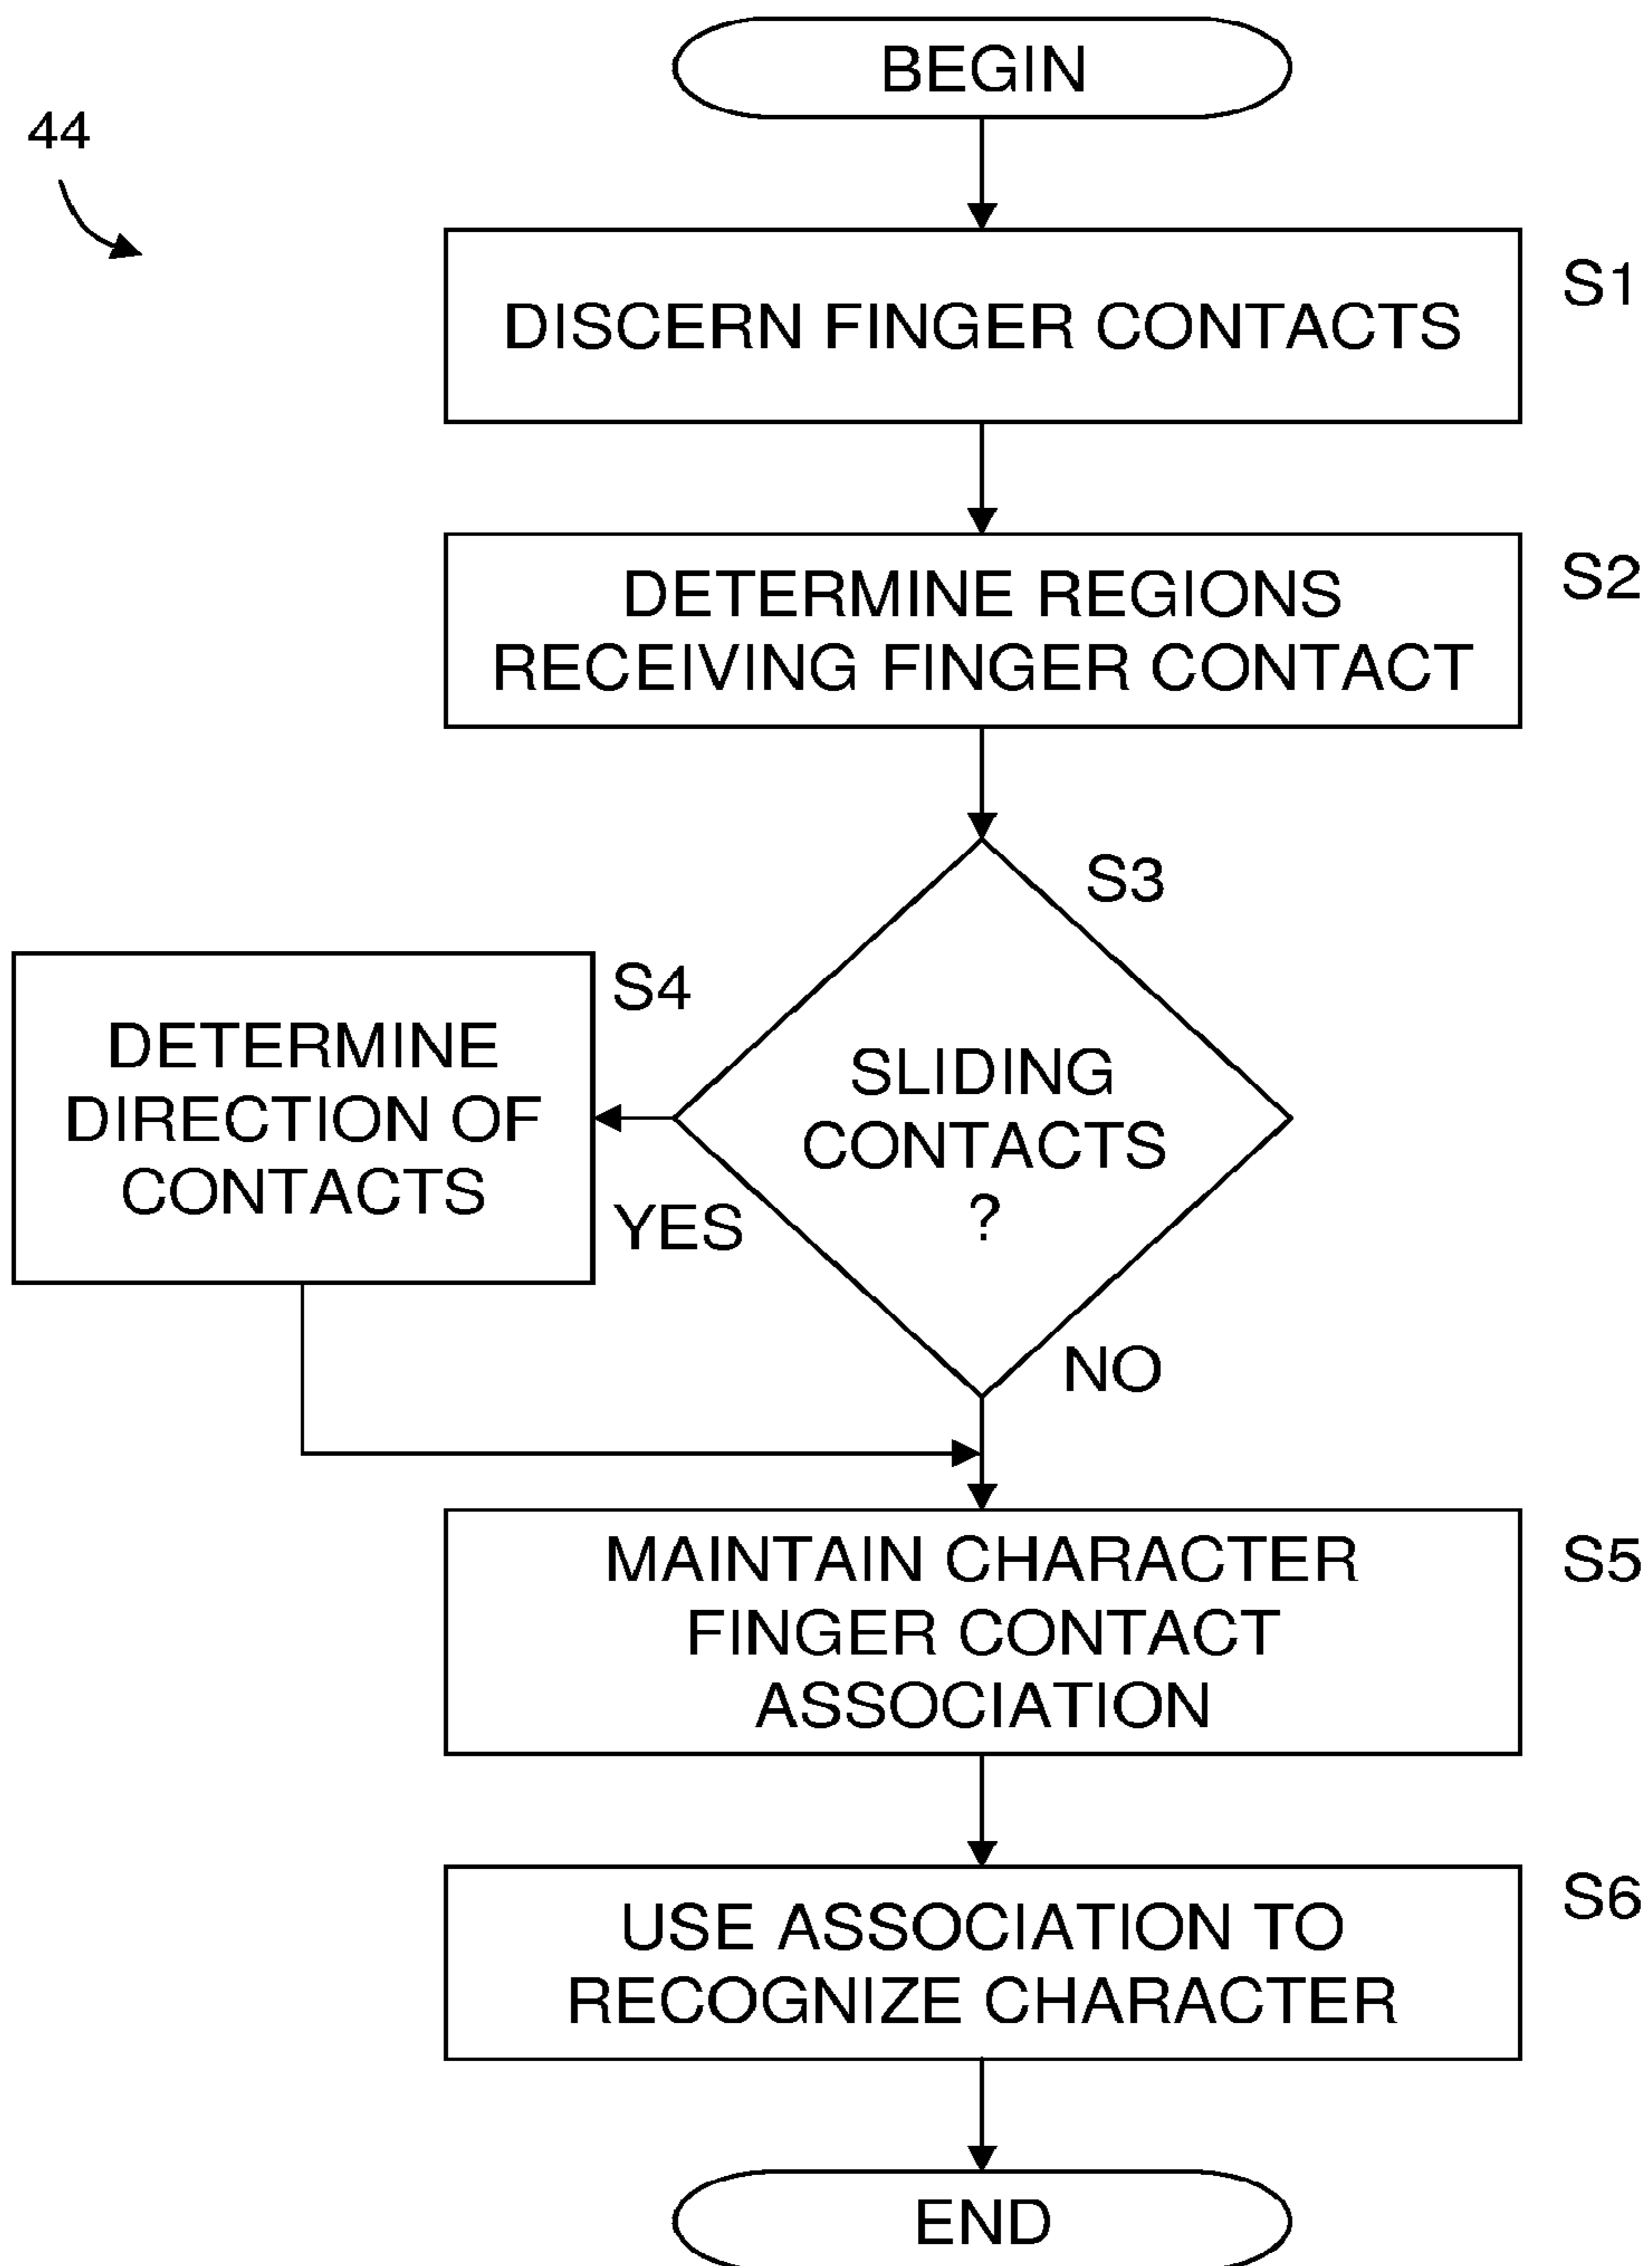 BEGIN
44
S1
DISCERN FINGER CONTACTS
S2
DETERMINE REGIONS
RECEIVING FINGER CONTACT
S3
SLIDING
CONTACTS
?
S4
DETERMINE
DIRECTION OF
CONTACTS
YES
NO
S5
MAINTAIN CHARACTER
FINGER CONTACT
ASSOCIATION
S6
USE ASSOCIATION TO
RECOGNIZE CHARACTER
END